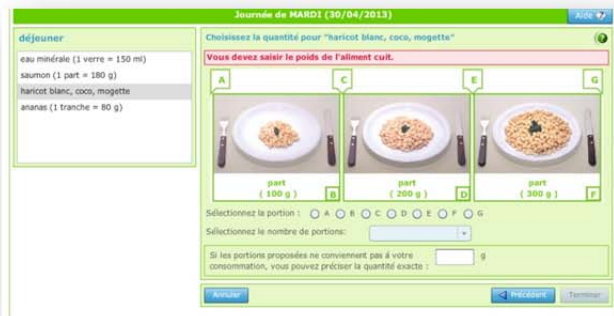 Journée de MARDI (30/04/2013)
Aide
déjeuner
eau minérale (1 verre = 150 ml)
saumon (1 part = 180 g)
haricot blanc, coco, mogette
ananas (1 tranche = 80 g)
Choisissez la quantité pour "haricot blanc, coco, mogette"
Vous devez saisir le poids de l'aliment cuit.
A C E G
part part part
( 100 g ) ( 200 g ) ( 300 g )
B D F
Sélectionnez la portion : A B C D E F G
Sélectionnez le nombre de portions:
Si les portions proposées ne conviennent pas á votre
consommation, vous pouvez préciser la quantité exacte : g
Annuler Précédent Terminer